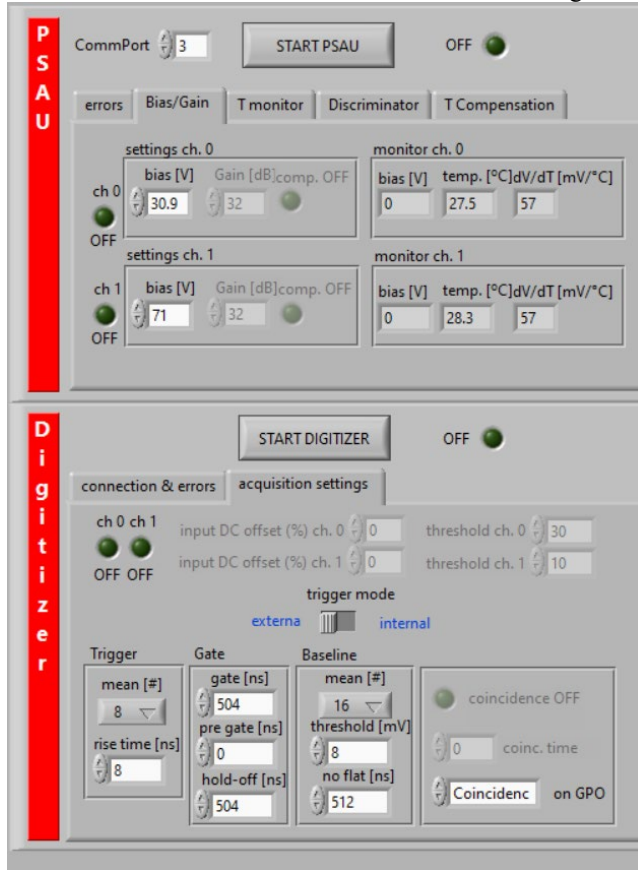 PSAU
CommPort 3 START PSAU OFF
errors Bias/Gain T monitor Discriminator T Compensation
settings ch. 0 monitor ch. 0
bias [V] Gain [dB] comp. OFF bias [V] temp. [°C] dV/dT [mV/°C]
ch 0 30.9 32 0 27.5 57
OFF
settings ch. 1 monitor ch. 1
ch 1 bias [V] Gain [dB] comp. OFF bias [V] temp. [°C] dV/dT [mV/°C]
71 32 0 28.3 57
OFF
Digitizer
START DIGITIZER OFF
connection & errors acquisition settings
ch 0 ch 1 input DC offset (%) ch. 0 0 threshold ch. 0 30
OFF OFF input DC offset (%) ch. 1 0 threshold ch. 1 10
trigger mode
externa internal
Trigger Gate Baseline
mean [#] gate [ns] mean [#]
8 504 16 coincidence OFF
rise time [ns] pre gate [ns] threshold [mV]
8 0 8 0 coinc. time
hold-off [ns] no flat [ns]
504 512 Coincidenc on GPO